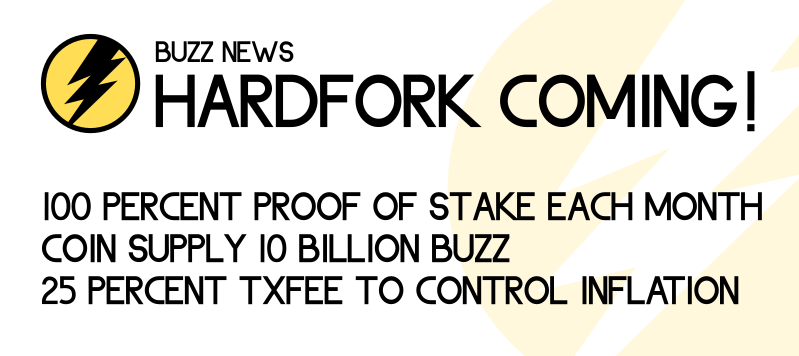 BUZZ NEWS
HARDFORK COMING!
100 PERCENT PROOF OF STAKE EACH MONTH
COIN SUPPLY 10 BILLION BUZZ
25 PERCENT TXFEE TO CONTROL INFLATION